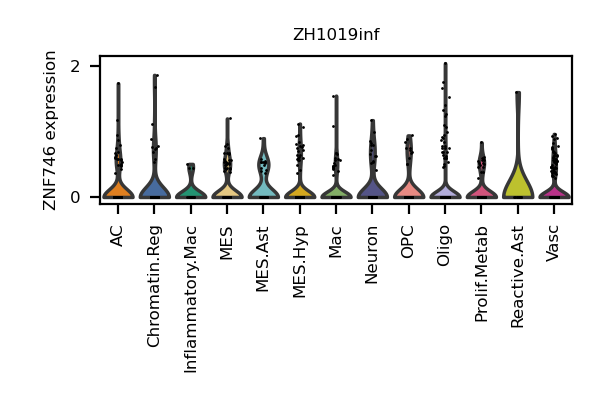 ZH1019inf
ZNF746 expression
2
0
AC
Chromatin.Reg
Inflammatory.Mac
MES
MES.Ast
MES.Hyp
Mac
Neuron
OPC
Oligo
Prolif.Metab
Reactive.Ast
Vasc